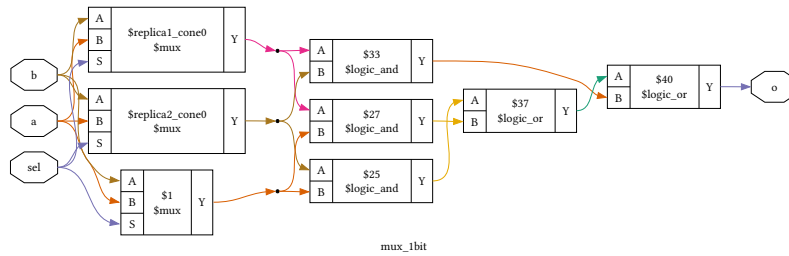 b
a
sel
A
B
S
$replica1_cone0
$mux
Y
A
B
S
$replica2_cone0
$mux
Y
A
B
S
$1
$mux
Y
A
B
$33
$logic_and
Y
A
B
$27
$logic_and
Y
A
B
$25
$logic_and
Y
A
B
$37
$logic_or
Y
A
B
$40
$logic_or
Y
o
mux_1bit